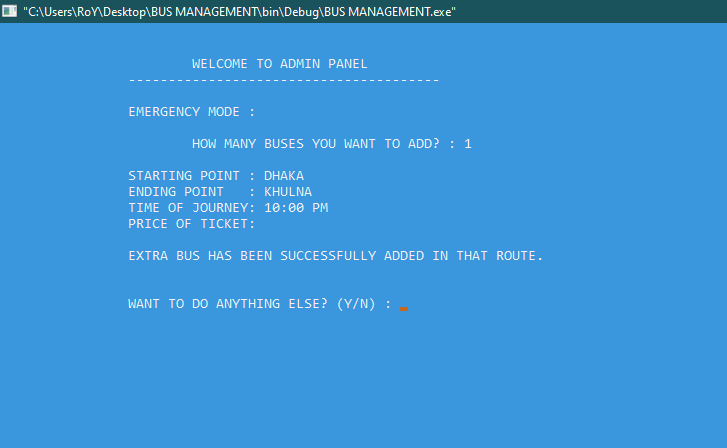 "C:\Users\RoY\Desktop\BUS MANAGEMENT\bin\Debug\BUS MANAGEMENT.exe"
WELCOME TO ADMIN PANEL
---------------------------------------
EMERGENCY MODE :
HOW MANY BUSES YOU WANT TO ADD? : 1
STARTING POINT : DHAKA
ENDING POINT   : KHULNA
TIME OF JOURNEY: 10:00 PM
PRICE OF TICKET:
EXTRA BUS HAS BEEN SUCCESSFULLY ADDED IN THAT ROUTE.
WANT TO DO ANYTHING ELSE? (Y/N) :